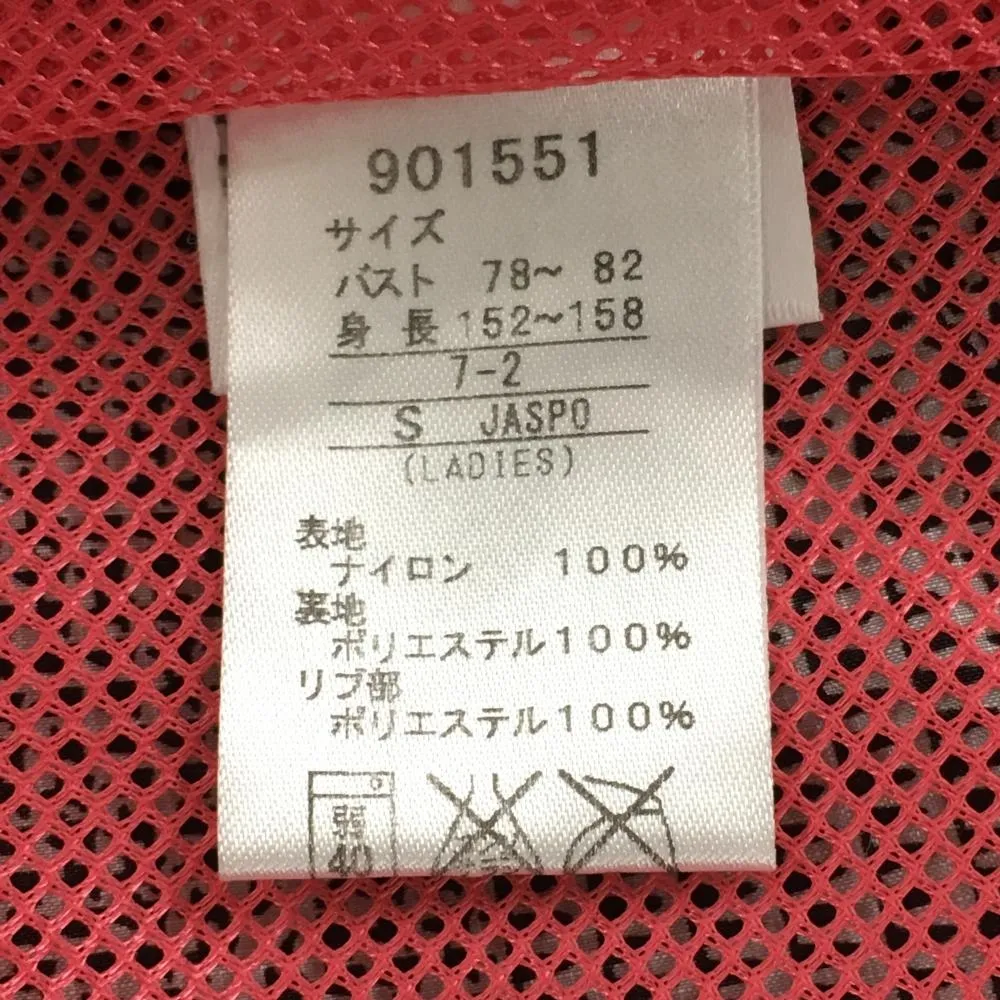 901551
サイズ
バスト 78～ 82
身 長 152～158
7-2
S JASPO
(LADIES)
表地
ナイロン 100%
裏地
ポリエステル100%
リブ部
ポリエステル100%
弱
40